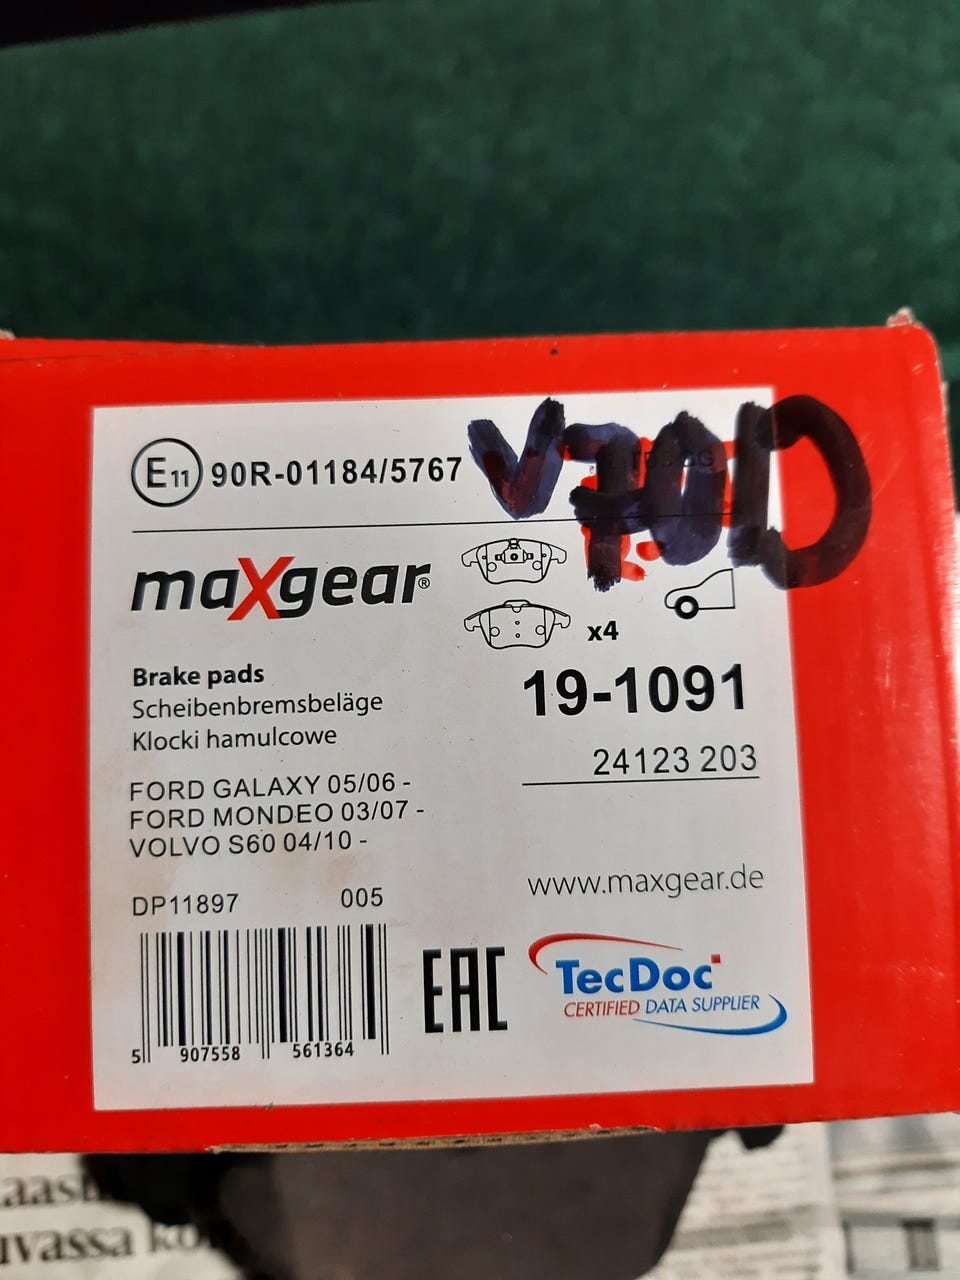 E11 90R-01184/5767
V70D
maXgear®
x4
Brake pads
Scheibenbremsbeläge
Klocki hamulcowe
19-1091
24123 203
FORD GALAXY 05/06 -
FORD MONDEO 03/07 -
VOLVO S60 04/10 -
www.maxgear.de
DP11897 005
EAC
TecDoc
CERTIFIED DATA SUPPLIER
5 907558 561364